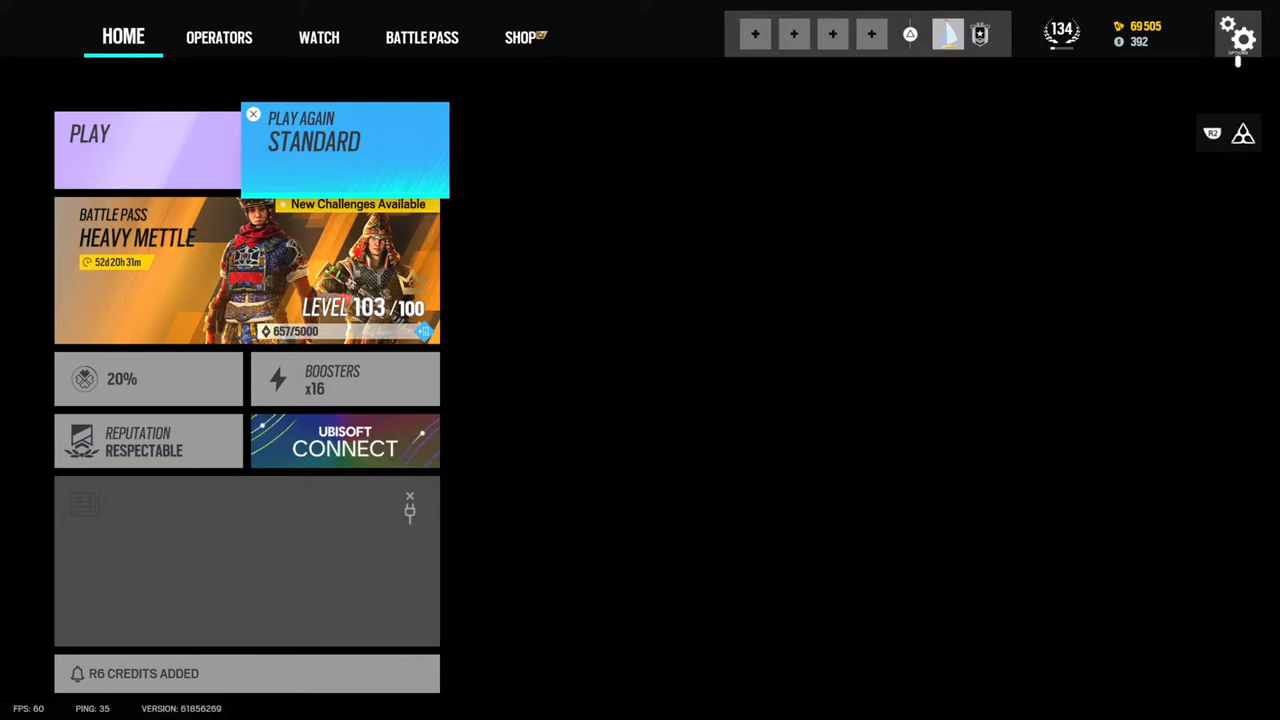 HOME
OPERATORS
WATCH
BATTLE PASS
SHOP
134
69 505
392
OPTIONS
PLAY
PLAY AGAIN
STANDARD
R2
New Challenges Available
BATTLE PASS
HEAVY METTLE
52d 20h 31m
LEVEL 103 /100
657/5000
20%
BOOSTERS
x16
REPUTATION
RESPECTABLE
UBISOFT
CONNECT
R6 CREDITS ADDED
FPS: 60
PING: 35
VERSION: 61856269